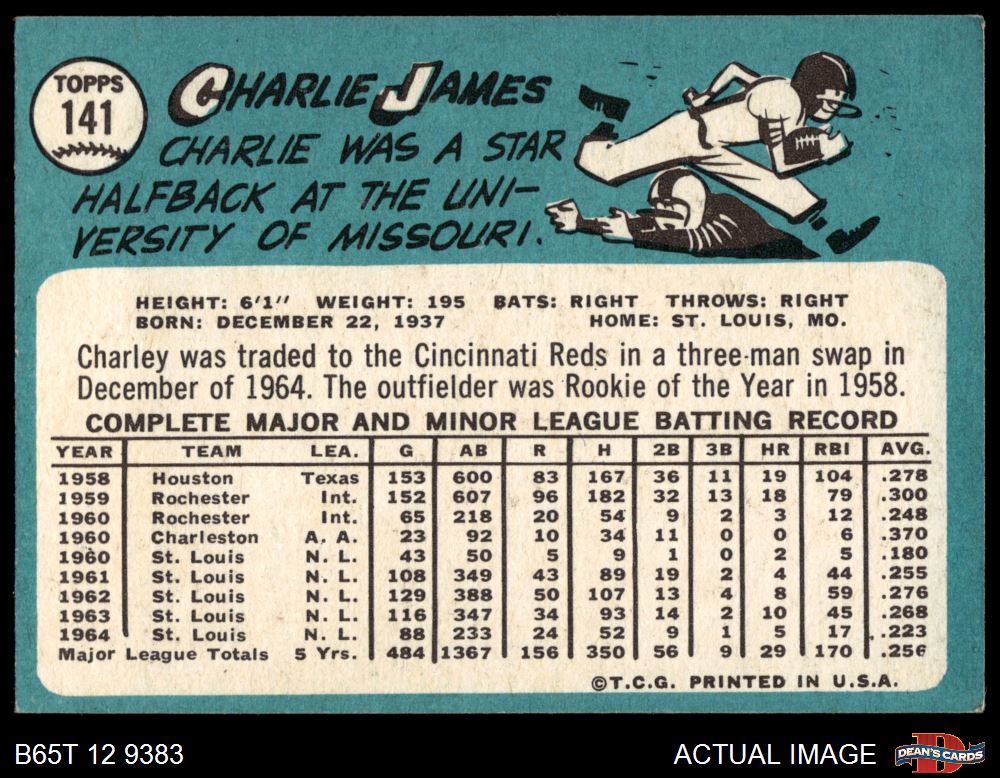 TOPPS
141
CHARLIE JAMES
CHARLIE WAS A STAR
HALFBACK AT THE UNI-
VERSITY OF MISSOURI.
HEIGHT: 6'1" WEIGHT: 195 BATS: RIGHT THROWS: RIGHT
BORN: DECEMBER 22, 1937 HOME: ST. LOUIS, MO.
Charley was traded to the Cincinnati Reds in a three-man swap in
December of 1964. The outfielder was Rookie of the Year in 1958.
COMPLETE MAJOR AND MINOR LEAGUE BATTING RECORD
YEAR TEAM LEA. G AB R H 2B 3B HR RBI AVG.
1958 Houston Texas 153 600 83 167 36 11 19 104 .278
1959 Rochester Int. 152 607 96 182 32 13 18 79 .300
1960 Rochester Int. 65 218 20 54 9 2 3 12 .248
1960 Charleston A. A. 23 92 10 34 11 0 0 6 .370
1960 St. Louis N. L. 43 50 5 9 1 0 2 5 .180
1961 St. Louis N. L. 108 349 43 89 19 2 4 44 .255
1962 St. Louis N. L. 129 388 50 107 13 4 8 59 .276
1963 St. Louis N. L. 116 347 34 93 14 2 10 45 .268
1964 St. Louis N. L. 88 233 24 52 9 1 5 17 .223
Major League Totals 5 Yrs. 484 1367 156 350 56 9 29 170 .256
©T.C.G. PRINTED IN U.S.A.
B65T 12 9383 ACTUAL IMAGE DEAN'S CARDS